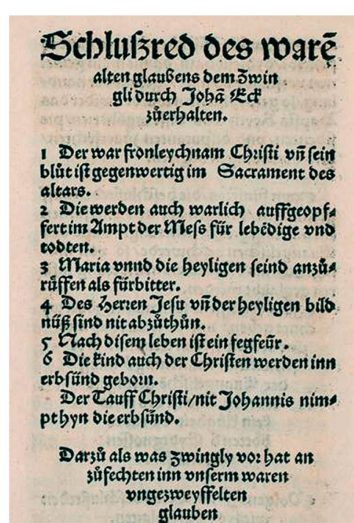 Schlußred des warē
alten glaubens dem Zwin
gli durch Johā Eck
zůerhalten.
1 Der war fronleychnam Christi vñ sein
blůt ist gegenwertig im Sacrament des
altars.
2 Die werden auch warlich auffgeopf⸗
fert im Ampt der Mess für lebēdige vnd
todten.
3 Maria vnnd die heyligen seind anzů⸗
rüffen als fürbitter.
4 Des Herren Jesu vñ der heyligen bild
nüß sind nit abzůthůn.
5 Nach disem leben ist ein fegfeür.
6 Die kind auch der Christen werden inn
erbsünd geborn.
Der Tauff Christi/nit Johannis nim⸗
pt hyn die erbsünd.
Darzů als was Zwingly vor hat an
zůfechten inn vnserm waren
vngezweyffelten
glauben